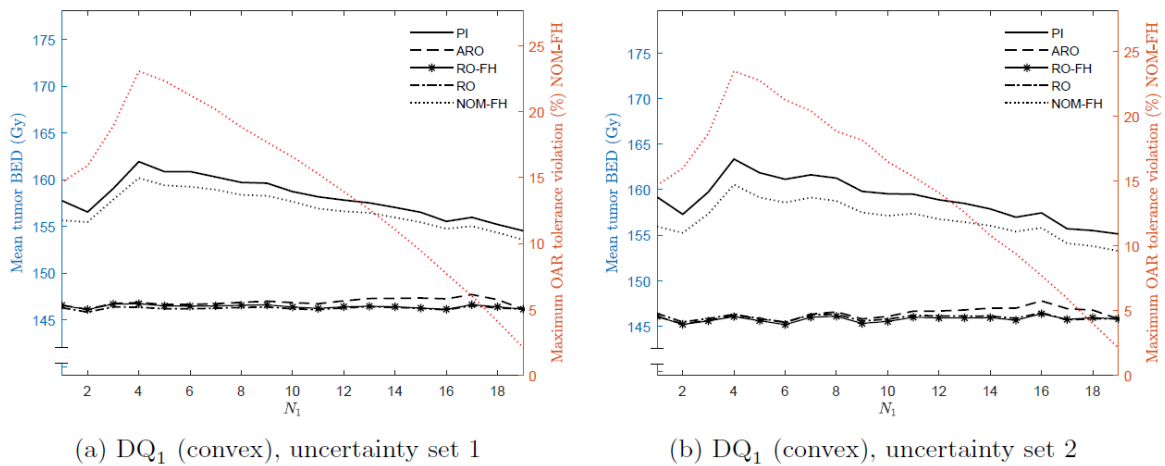 175
170
165
160
155
150
145
Mean tumor BED (Gy)
PI
ARO
RO-FH
RO
NOM-FH
25
20
15
10
5
0
Maximum OAR tolerance violation (%) NOM-FH
2 4 6 8 10 12 14 16 18
N₁
(a) DQ₁ (convex), uncertainty set 1
175
170
165
160
155
150
145
Mean tumor BED (Gy)
PI
ARO
RO-FH
RO
NOM-FH
25
20
15
10
5
0
Maximum OAR tolerance violation (%) NOM-FH
2 4 6 8 10 12 14 16 18
N₁
(b) DQ₁ (convex), uncertainty set 2